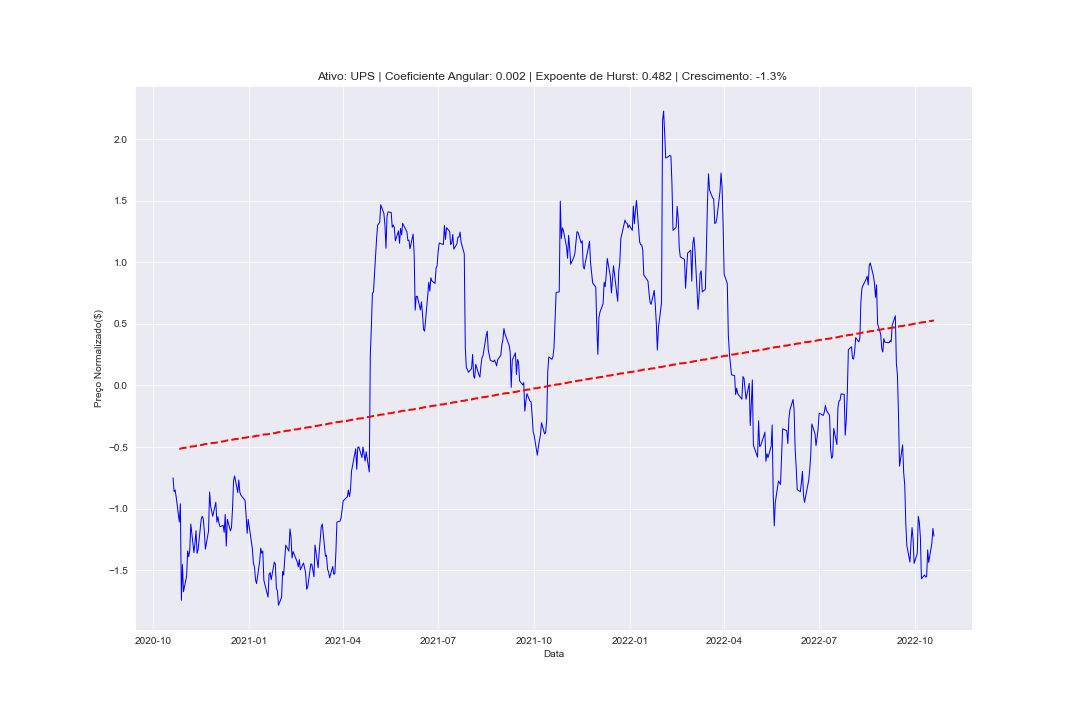 Ativo: UPS | Coeficiente Angular: 0.002 | Expoente de Hurst: 0.482 | Crescimento: -1.3%
Preço Normalizado($)
2.0
1.5
1.0
0.5
0.0
−0.5
−1.0
−1.5
2020-10 2021-01 2021-04 2021-07 2021-10 2022-01 2022-04 2022-07 2022-10
Data